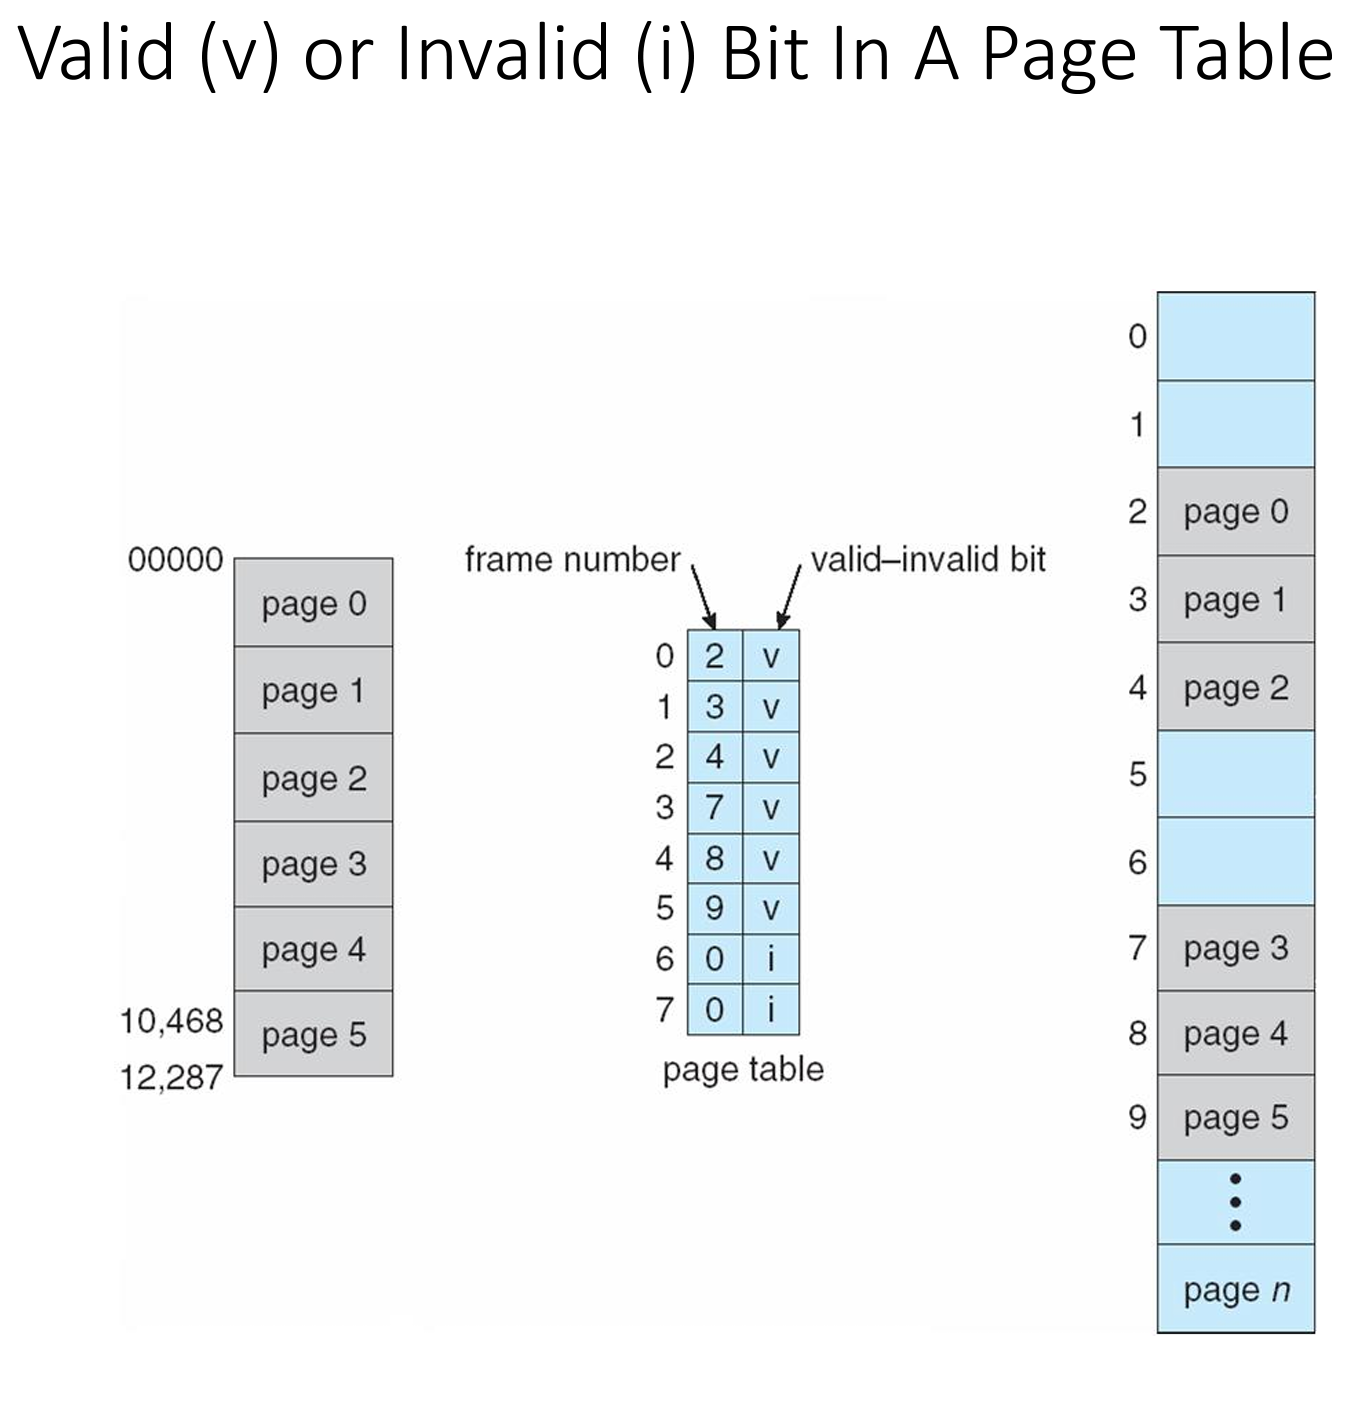 Valid (v) or Invalid (i) Bit In A Page Table
00000
page 0
page 1
page 2
page 3
page 4
10,468
page 5
12,287
frame number
valid–invalid bit
0 2 v
1 3 v
2 4 v
3 7 v
4 8 v
5 9 v
6 0 i
7 0 i
page table
0
1
2 page 0
3 page 1
4 page 2
5
6
7 page 3
8 page 4
9 page 5
page n